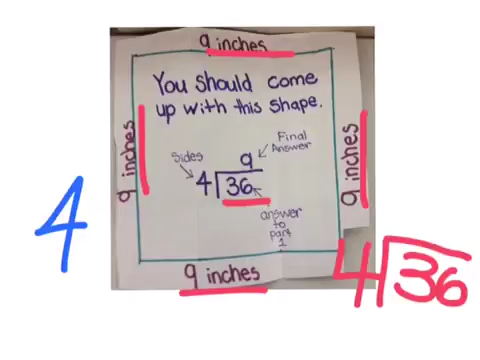 9 inches
You should come
up with this shape.
9 inches
9 inches
Sides
9
Final
Answer
4 36
answer
to
part
1
9 inches
4
4 36